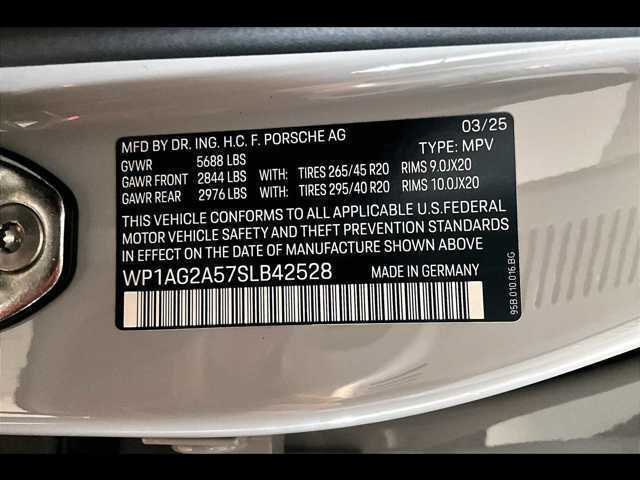 MFD BY DR. ING. H.C. F. PORSCHE AG 03/25
GVWR 5688 LBS TYPE: MPV
GAWR FRONT 2844 LBS WITH: TIRES 265/45 R20 RIMS 9.0JX20
GAWR REAR 2976 LBS WITH: TIRES 295/40 R20 RIMS 10.0JX20
THIS VEHICLE CONFORMS TO ALL APPLICABLE U.S.FEDERAL
MOTOR VEHICLE SAFETY AND THEFT PREVENTION STANDARDS
IN EFFECT ON THE DATE OF MANUFACTURE SHOWN ABOVE
WP1AG2A57SLB42528 MADE IN GERMANY
95B.010.016.BG